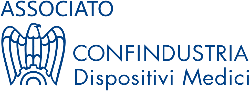 ASSOCIATO
CONFINDUSTRIA
Dispositivi Medici